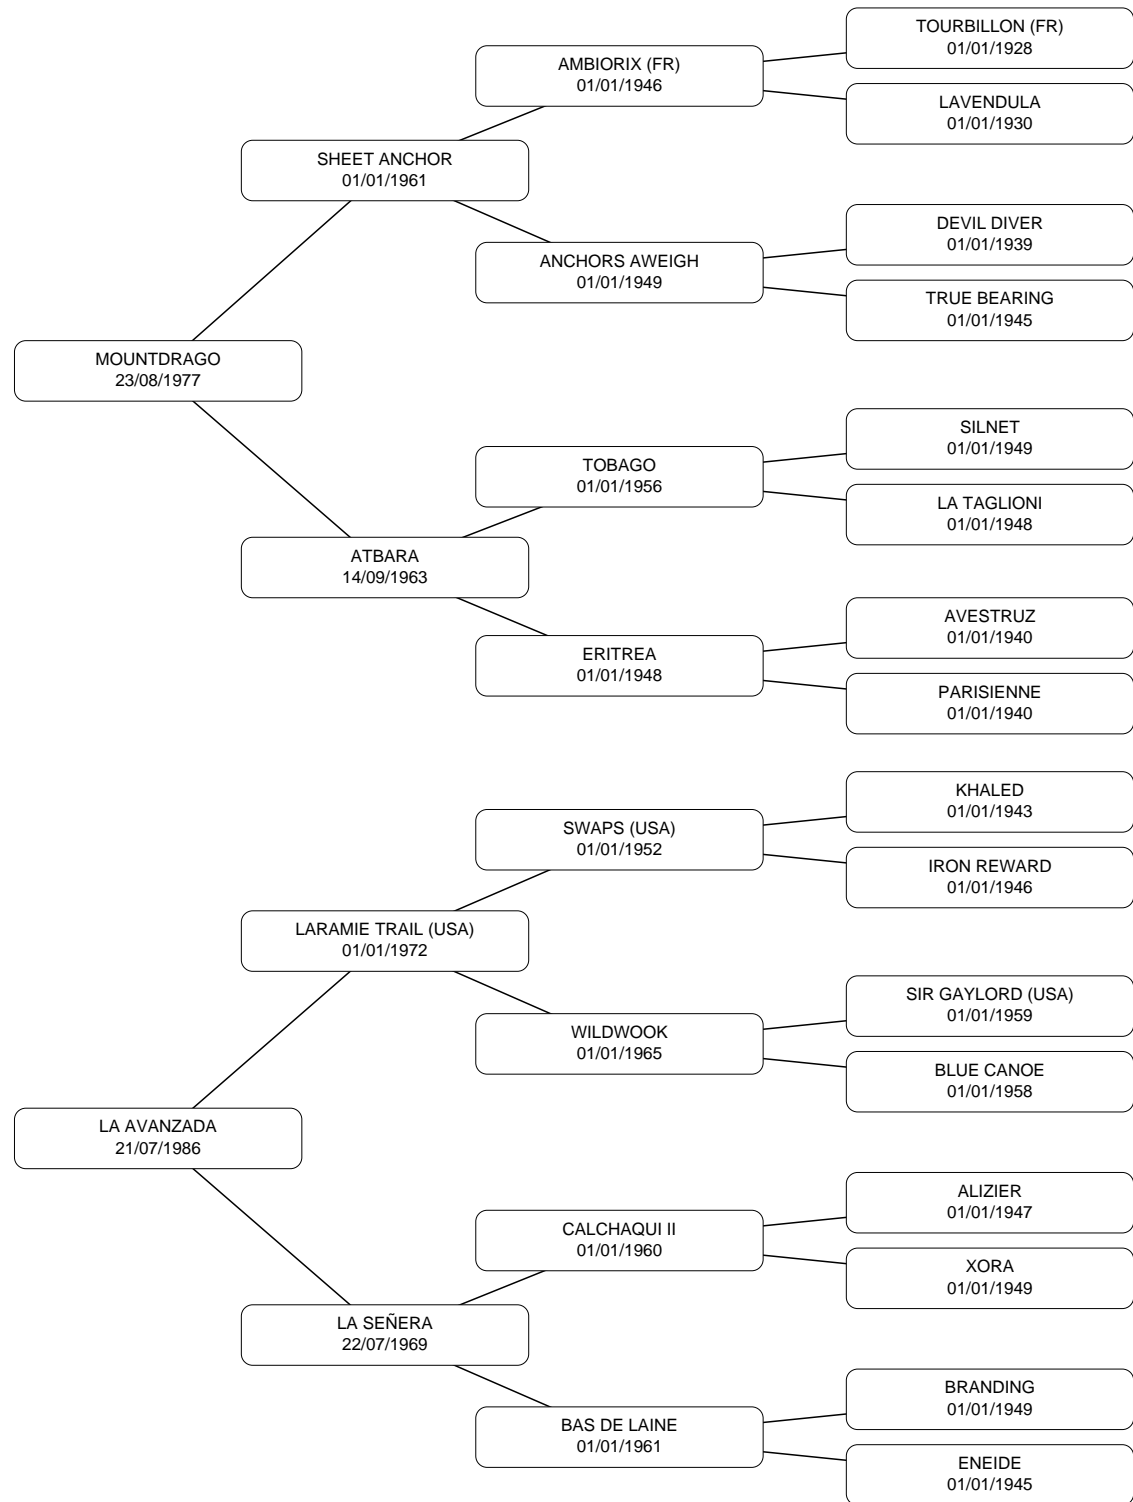 TOURBILLON (FR)
01/01/1928
AMBIORIX (FR)
01/01/1946
LAVENDULA
01/01/1930
SHEET ANCHOR
01/01/1961
DEVIL DIVER
01/01/1939
ANCHORS AWEIGH
01/01/1949
TRUE BEARING
01/01/1945
MOUNTDRAGO
23/08/1977
SILNET
01/01/1949
TOBAGO
01/01/1956
LA TAGLIONI
01/01/1948
ATBARA
14/09/1963
AVESTRUZ
01/01/1940
ERITREA
01/01/1948
PARISIENNE
01/01/1940
KHALED
01/01/1943
SWAPS (USA)
01/01/1952
IRON REWARD
01/01/1946
LARAMIE TRAIL (USA)
01/01/1972
SIR GAYLORD (USA)
01/01/1959
WILDWOOK
01/01/1965
BLUE CANOE
01/01/1958
LA AVANZADA
21/07/1986
ALIZIER
01/01/1947
CALCHAQUI II
01/01/1960
XORA
01/01/1949
LA SEÑERA
22/07/1969
BRANDING
01/01/1949
BAS DE LAINE
01/01/1961
ENEIDE
01/01/1945